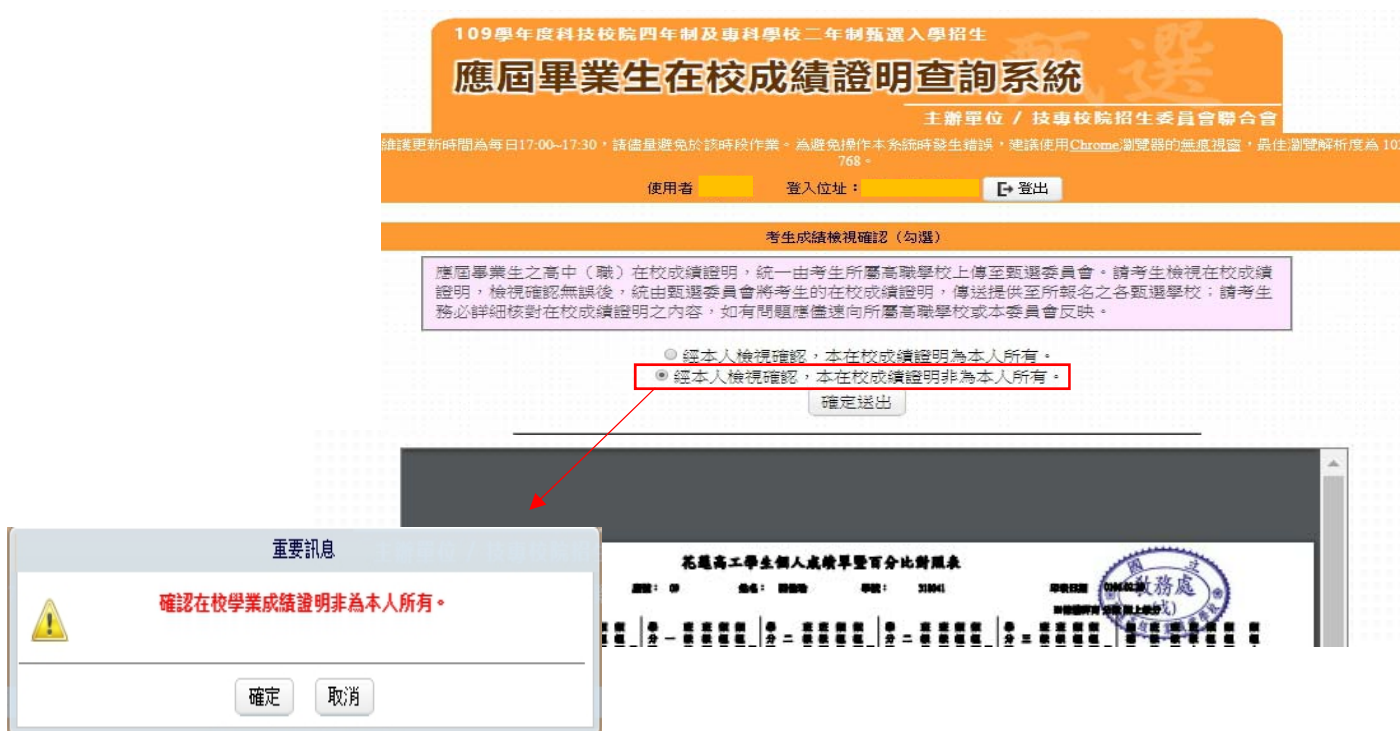 109學年度科技校院四年制及專科學校二年制甄選入學招生
應屆畢業生在校成績證明查詢系統
甄選
主辦單位 / 技專校院招生委員會聯合會
維護更新時間為每日17:00~17:30,請儘量避免於該時段作業。為避免操作本系統時發生錯誤,建議使用Chrome瀏覽器的無痕視窗,最佳瀏覽解析度為 10
768。
使用者 登入位址: 登出
考生成績檢視確認(勾選)
應屆畢業生之高中(職)在校成績證明,統一由考生所屬高職學校上傳至甄選委員會。請考生檢視在校成績
證明,檢視確認無誤後,統由甄選委員會將考生的在校成績證明,傳送提供至所報名之各甄選學校;請考生
務必詳細核對在校成績證明之內容,如有問題應儘速向所屬高職學校或本委員會反映。
經本人檢視確認,本在校成績證明為本人所有。
經本人檢視確認,本在校成績證明非為本人所有。
確定送出
重要訊息
確認在校學業成績證明非為本人所有。
確定 取消
花蓮高工學生個人成績單暨百分比對照表
國立
教務處